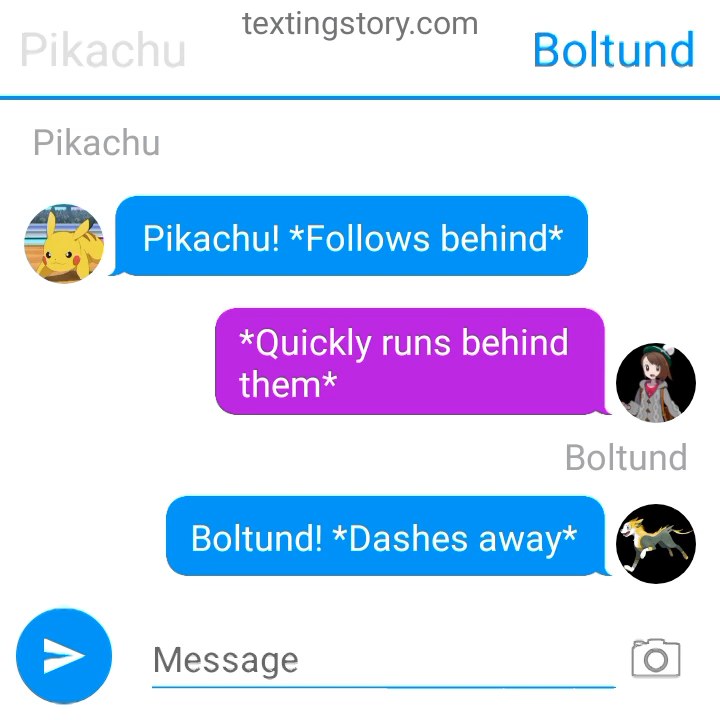 textingstory.com
Pikachu
Boltund
Pikachu
Pikachu! *Follows behind*
*Quickly runs behind
them*
Boltund
Boltund! *Dashes away*
Message